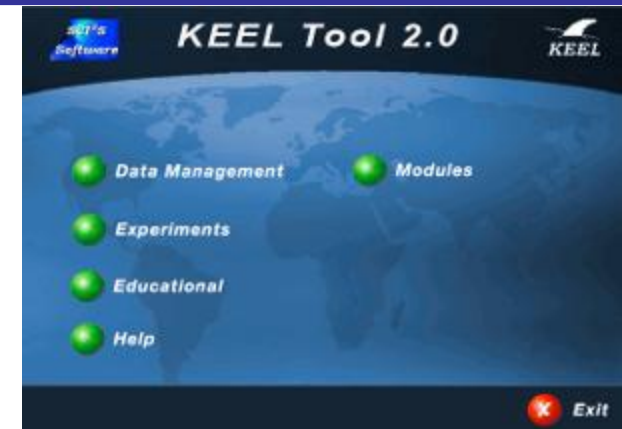 SCI²S
Software
KEEL Tool 2.0
KEEL
Data Management
Modules
Experiments
Educational
Help
X Exit